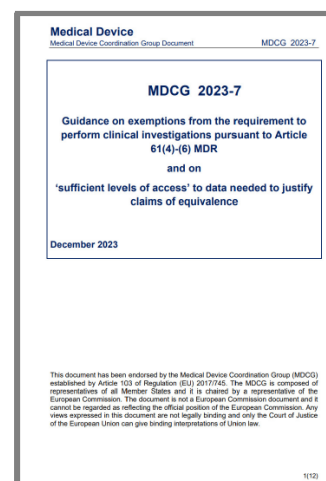 Medical Device
Medical Device Coordination Group Document MDCG 2023-7
MDCG 2023-7
Guidance on exemptions from the requirement to
perform clinical investigations pursuant to Article
61(4)-(6) MDR
and on
‘sufficient levels of access’ to data needed to justify
claims of equivalence
December 2023
This document has been endorsed by the Medical Device Coordination Group (MDCG)
established by Article 103 of Regulation (EU) 2017/745. The MDCG is composed of
representatives of all Member States and it is chaired by a representative of the
European Commission. The document is not a European Commission document and it
cannot be regarded as reflecting the official position of the European Commission. Any
views expressed in this document are not legally binding and only the Court of Justice
of the European Union can give binding interpretations of Union law.
1(12)